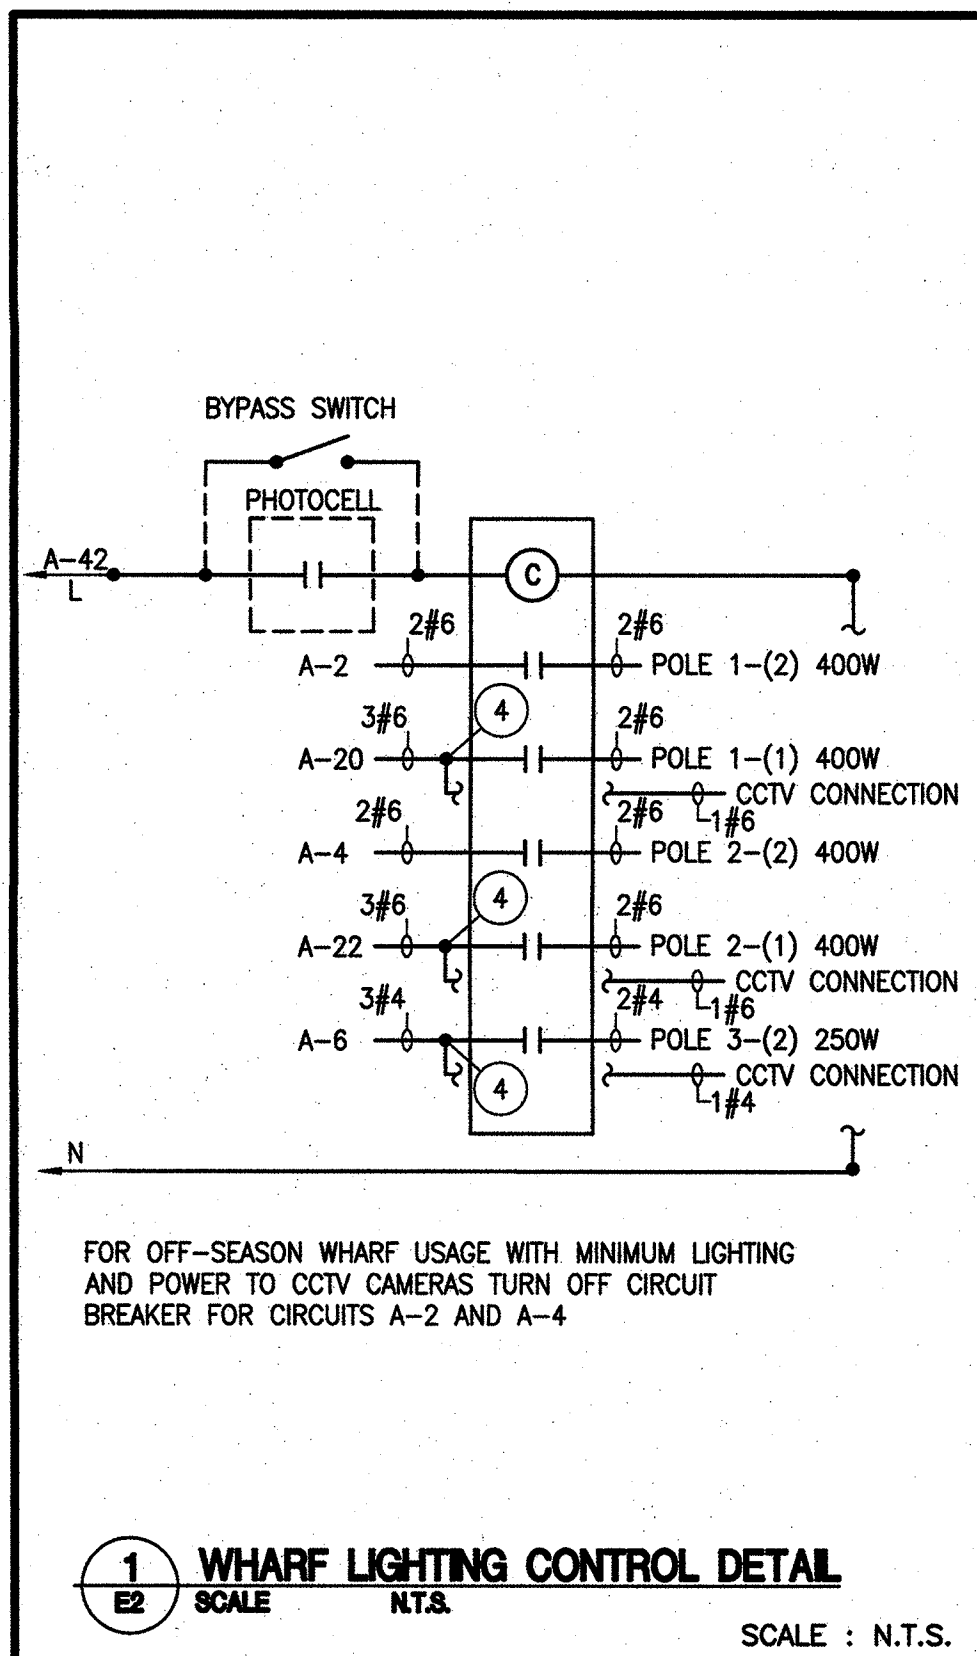 BYPASS SWITCH
PHOTOCELL
A-42
L
C
2#6
2#6
A-2
POLE 1-(2) 400W
4
3#6
2#6
A-20
POLE 1-(1) 400W
CCTV CONNECTION
1#6
2#6
2#6
A-4
POLE 2-(2) 400W
4
3#6
2#6
A-22
POLE 2-(1) 400W
CCTV CONNECTION
1#6
3#4
2#4
A-6
POLE 3-(2) 250W
CCTV CONNECTION
4
1#4
N
FOR OFF-SEASON WHARF USAGE WITH MINIMUM LIGHTING
AND POWER TO CCTV CAMERAS TURN OFF CIRCUIT
BREAKER FOR CIRCUITS A-2 AND A-4
1
E2
WHARF LIGHTING CONTROL DETAIL
SCALE N.T.S.
SCALE : N.T.S.